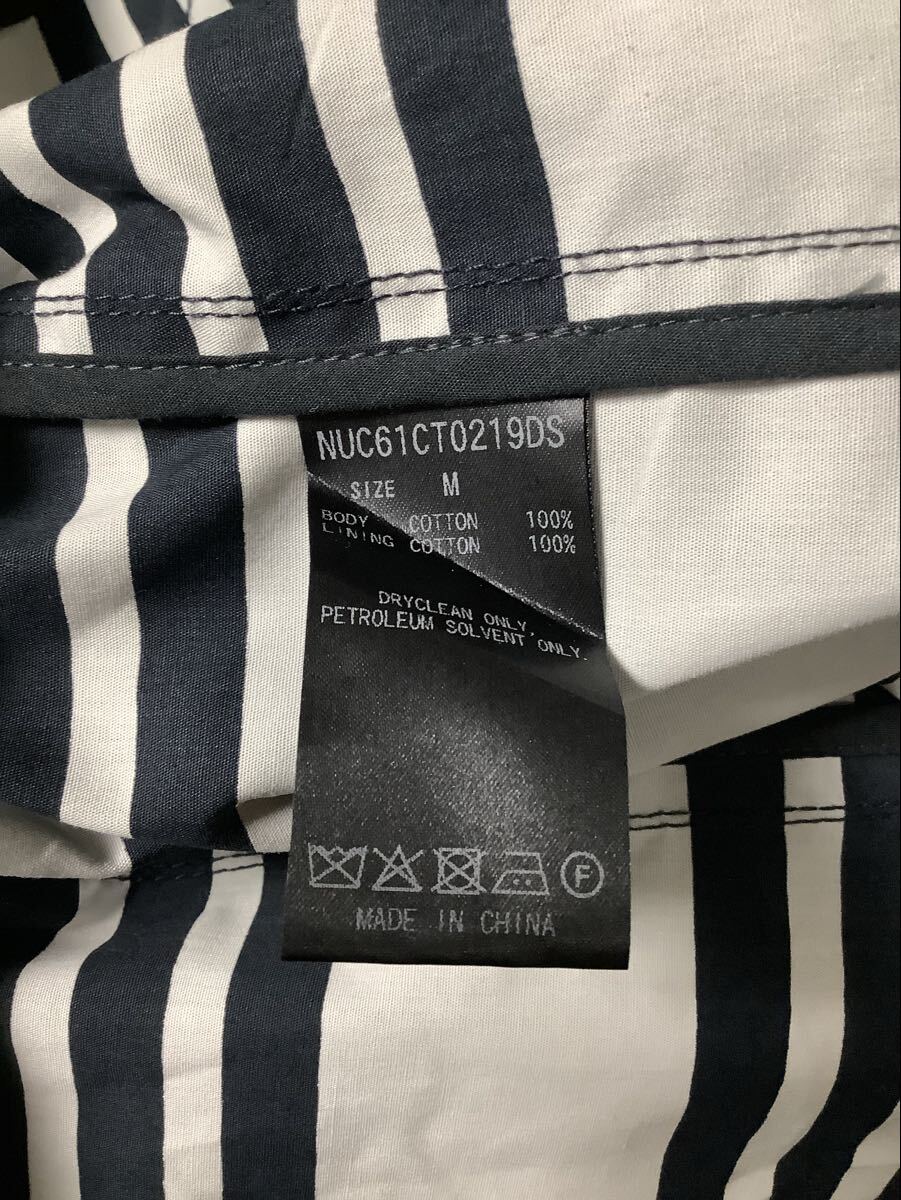 NUC61CT0219DS
SIZE M
BODY COTTON 100%
LINING COTTON 100%
DRYCLEAN ONLY,
PETROLEUM SOLVENT ONLY.
F
MADE IN CHINA